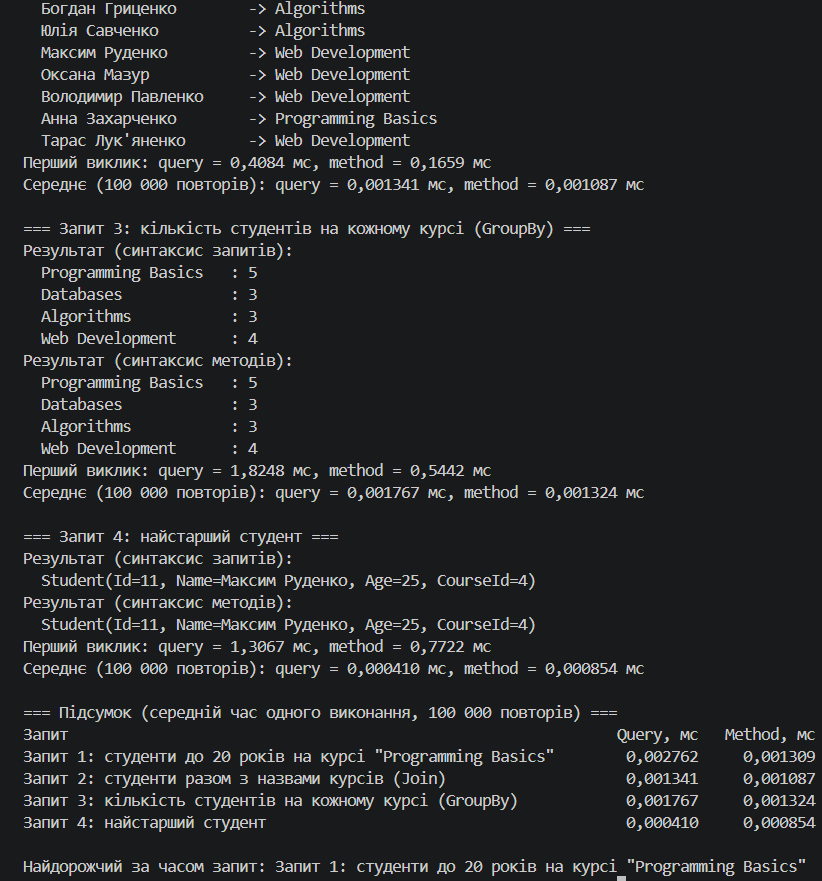 Богдан Гриценко -> Algorithms
Юлія Савченко -> Algorithms
Максим Руденко -> Web Development
Оксана Мазур -> Web Development
Володимир Павленко -> Web Development
Анна Захарченко -> Programming Basics
Тарас Лук'яненко -> Web Development
Перший виклик: query = 0,4084 мс, method = 0,1659 мс
Середнє (100 000 повторів): query = 0,001341 мс, method = 0,001087 мс
=== Запит 3: кількість студентів на кожному курсі (GroupBy) ===
Результат (синтаксис запитів):
Programming Basics : 5
Databases : 3
Algorithms : 3
Web Development : 4
Результат (синтаксис методів):
Programming Basics : 5
Databases : 3
Algorithms : 3
Web Development : 4
Перший виклик: query = 1,8248 мс, method = 0,5442 мс
Середнє (100 000 повторів): query = 0,001767 мс, method = 0,001324 мс
=== Запит 4: найстарший студент ===
Результат (синтаксис запитів):
Student(Id=11, Name=Максим Руденко, Age=25, CourseId=4)
Результат (синтаксис методів):
Student(Id=11, Name=Максим Руденко, Age=25, CourseId=4)
Перший виклик: query = 1,3067 мс, method = 0,7722 мс
Середнє (100 000 повторів): query = 0,000410 мс, method = 0,000854 мс
=== Підсумок (середній час одного виконання, 100 000 повторів) ===
Запит Query, мс Method, мс
Запит 1: студенти до 20 років на курсі "Programming Basics" 0,002762 0,001309
Запит 2: студенти разом з назвами курсів (Join) 0,001341 0,001087
Запит 3: кількість студентів на кожному курсі (GroupBy) 0,001767 0,001324
Запит 4: найстарший студент 0,000410 0,000854
Найдорожчий за часом запит: Запит 1: студенти до 20 років на курсі "Programming Basics"